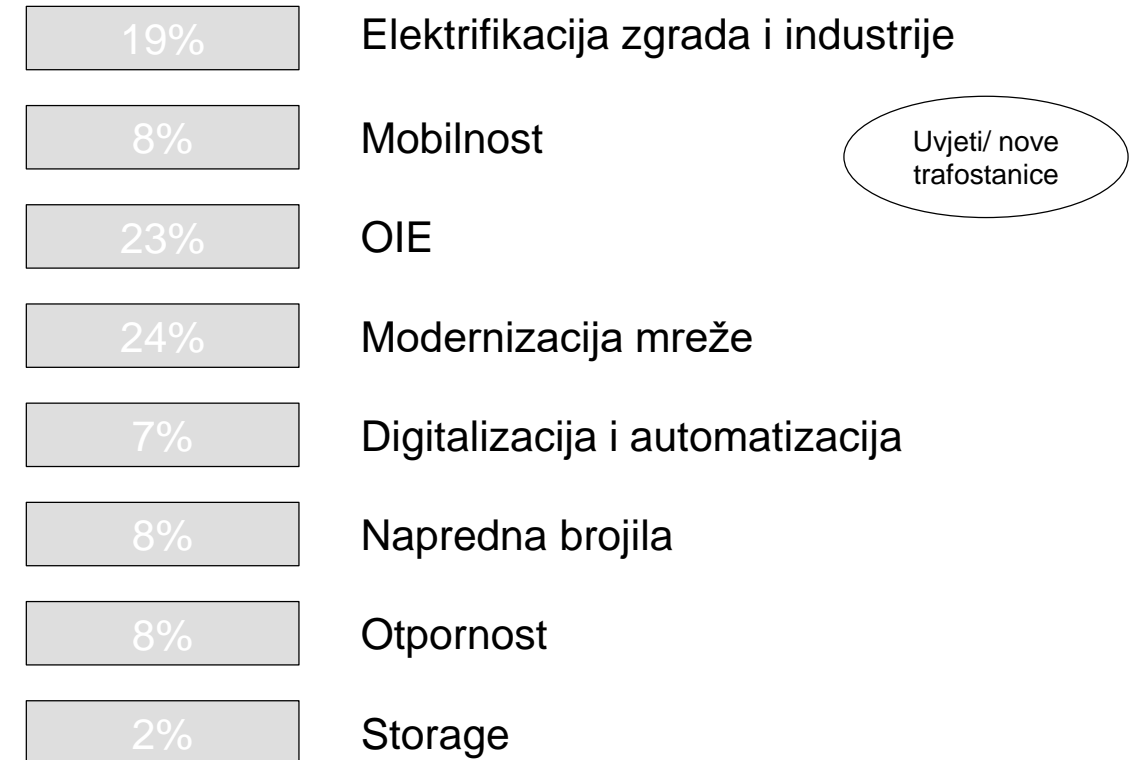 19% Elektrifikacija zgrada i industrije
8% Mobilnost
Uvjeti/ nove
trafostanice
23% OIE
24% Modernizacija mreže
7% Digitalizacija i automatizacija
8% Napredna brojila
8% Otpornost
2% Storage